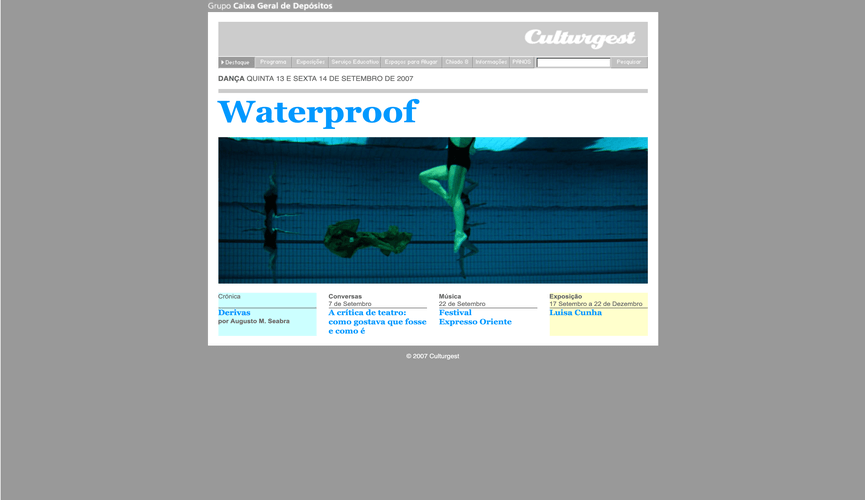 Grupo Caixa Geral de Depósitos
Culturgest
Destaque Programa Exposições Serviço Educativo Espaços para Alugar Chiado 8 Informações PANOS Pesquisar
DANÇA QUINTA 13 E SEXTA 14 DE SETEMBRO DE 2007
Waterproof
Crónica
Derivas
por Augusto M. Seabra
Conversas
7 de Setembro
A crítica de teatro:
como gostava que fosse
e como é
Música
22 de Setembro
Festival
Expresso Oriente
Exposição
17 Setembro a 22 de Dezembro
Luisa Cunha
© 2007 Culturgest